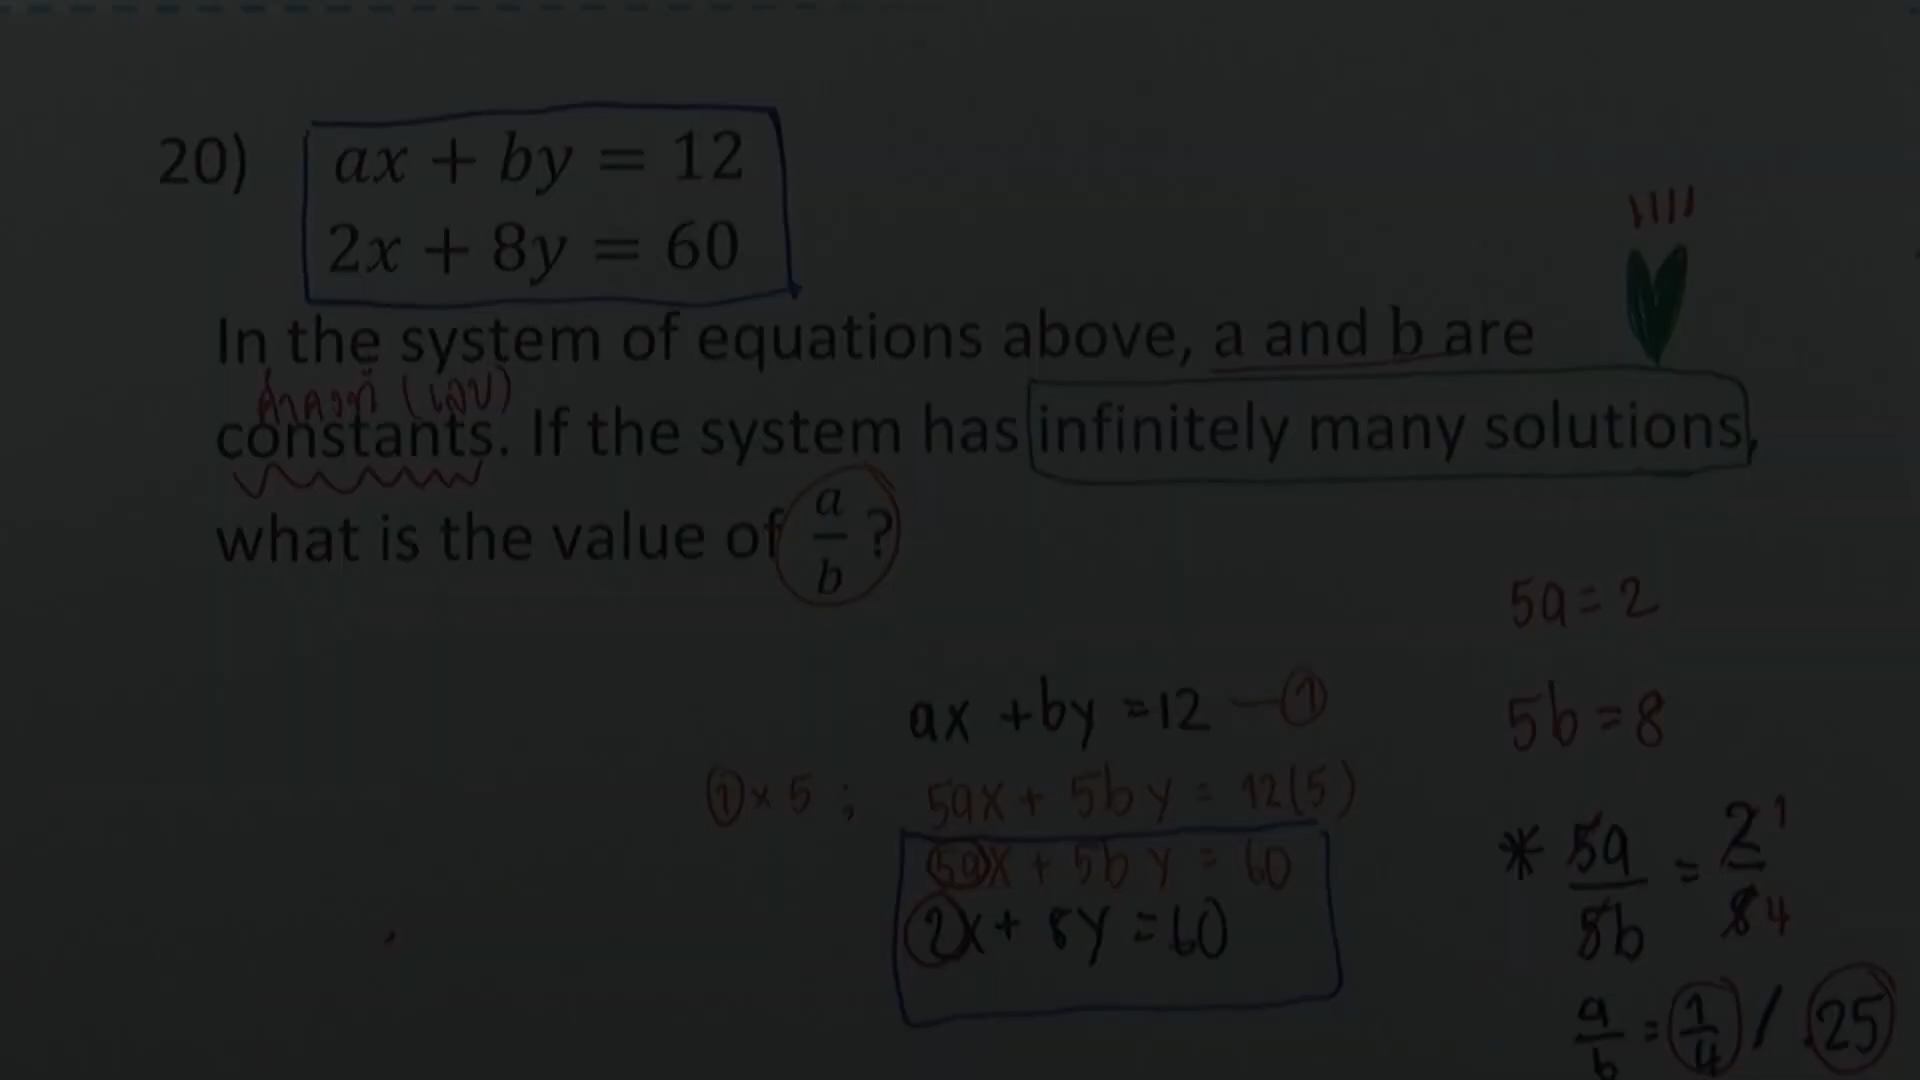 20) ax + by = 12
2x + 8y = 60
In the system of equations above, a and b are
ค่าคงที่ (เลข)
constants. If the system has infinitely many solutions,
what is the value of a/b ?
5a = 2
ax + by = 12 — ①
5b = 8
① × 5 ; 5ax + 5by = 12(5)
5ax + 5by = 60
* 5a/5b = 2/8 1 4
2x + 8y = 60
a/b = 1/4 / .25